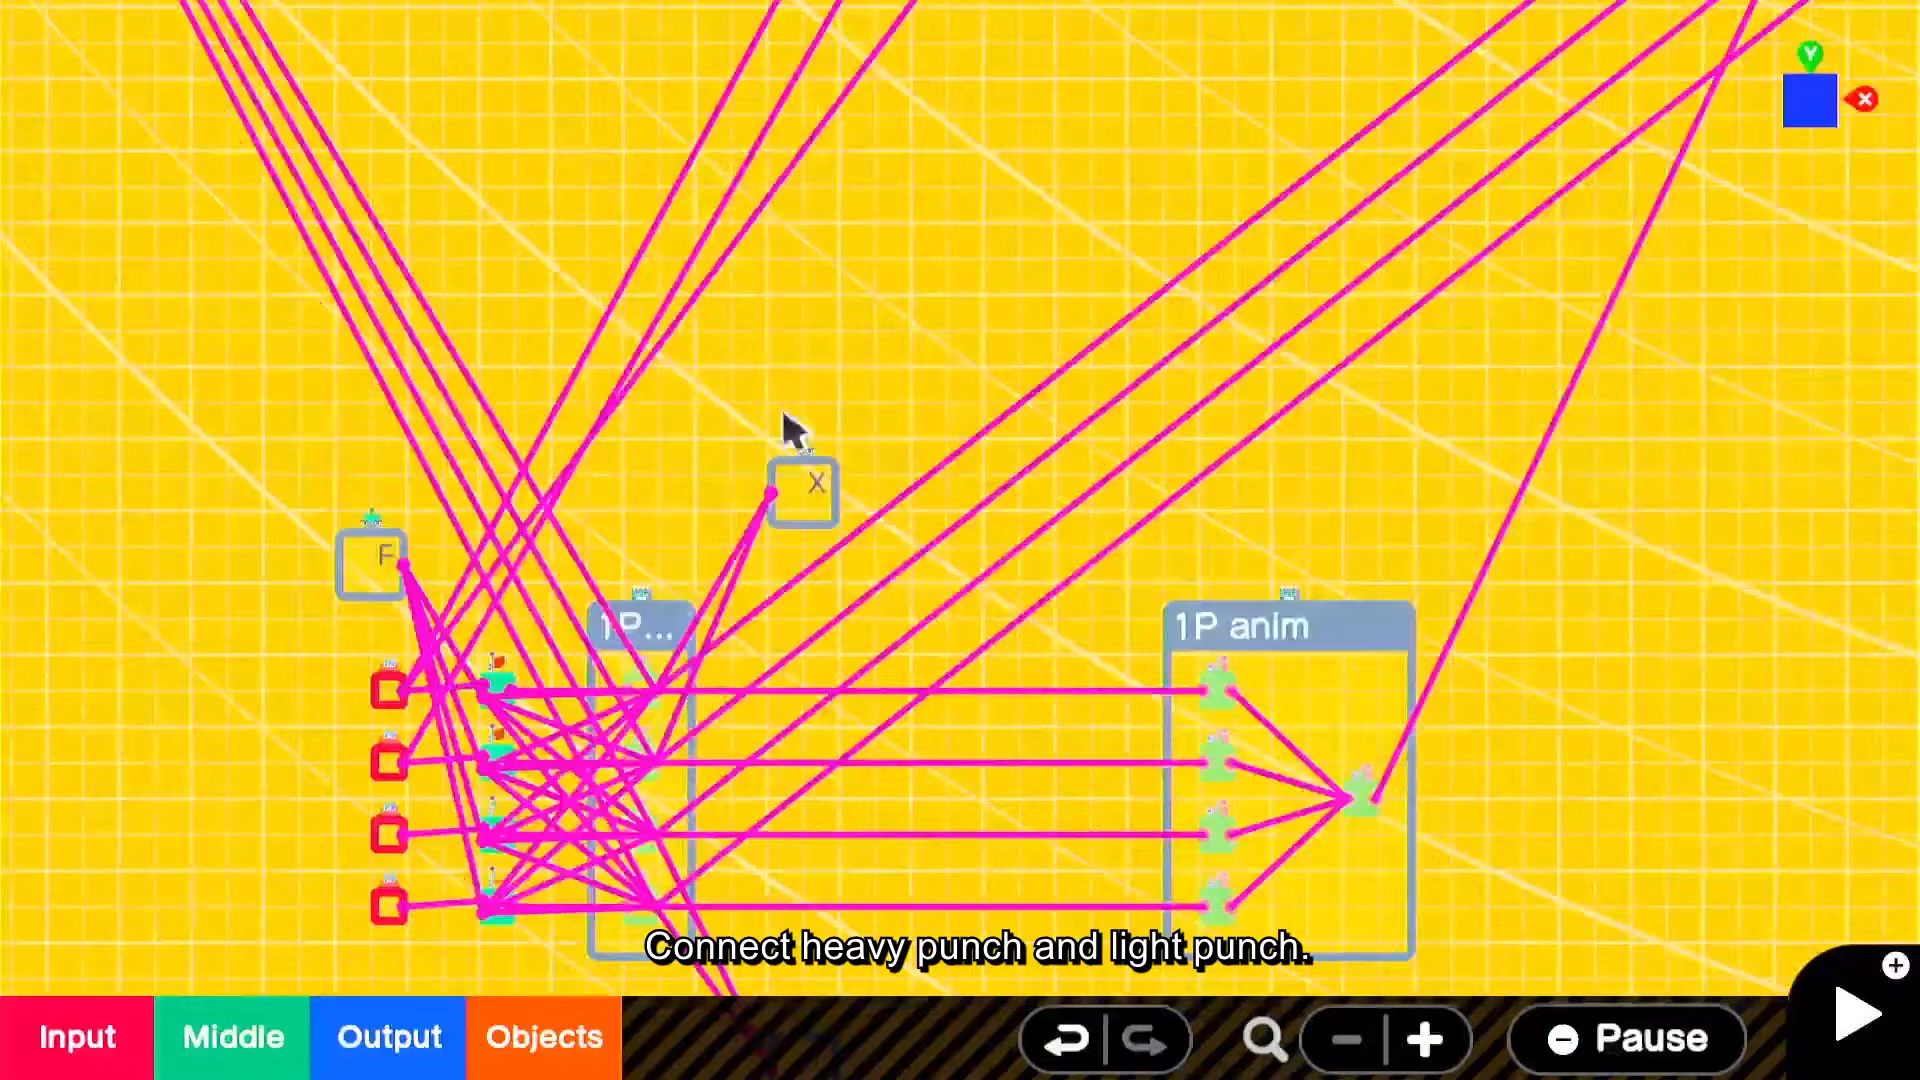 Y
X
X
F
1P...
1P anim
Connect heavy punch and light punch.
Input
Middle
Output
Objects
Pause